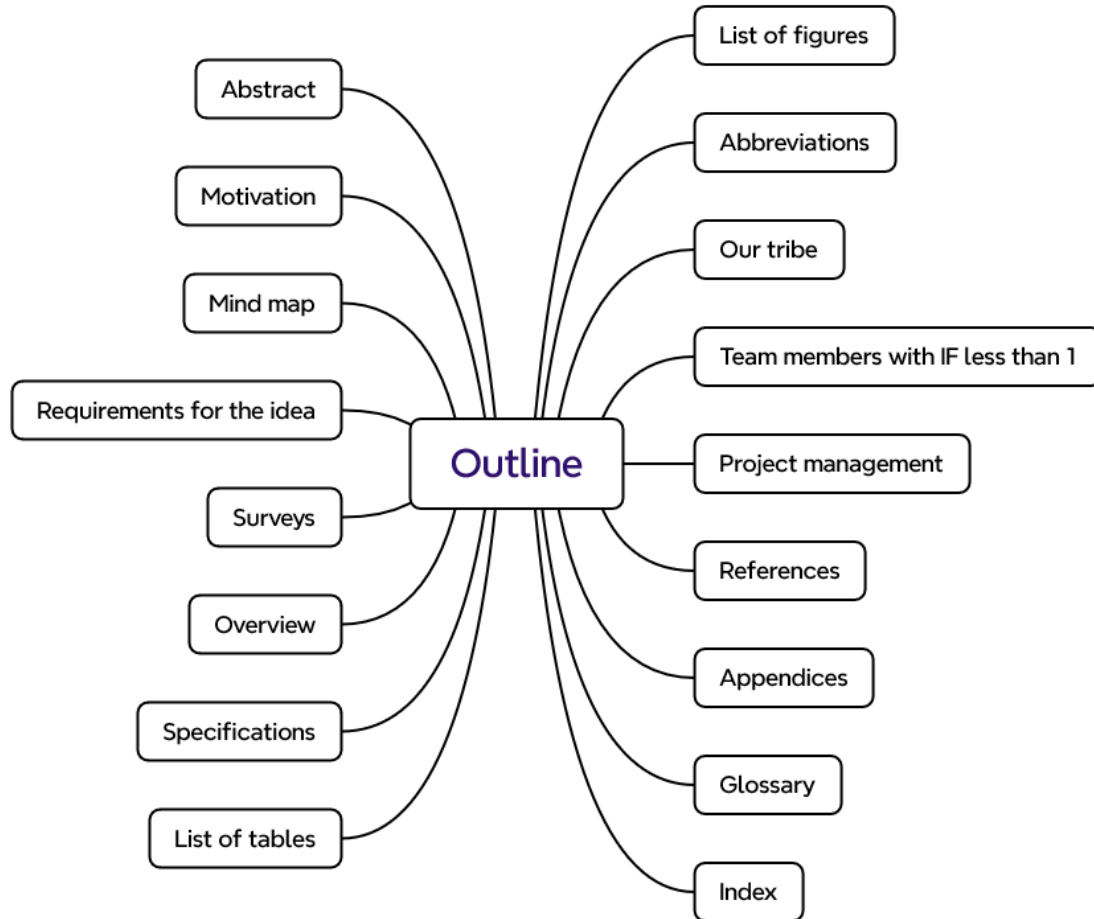 Outline
Abstract
Motivation
Mind map
Requirements for the idea
Surveys
Overview
Specifications
List of tables
List of figures
Abbreviations
Our tribe
Team members with IF less than 1
Project management
References
Appendices
Glossary
Index